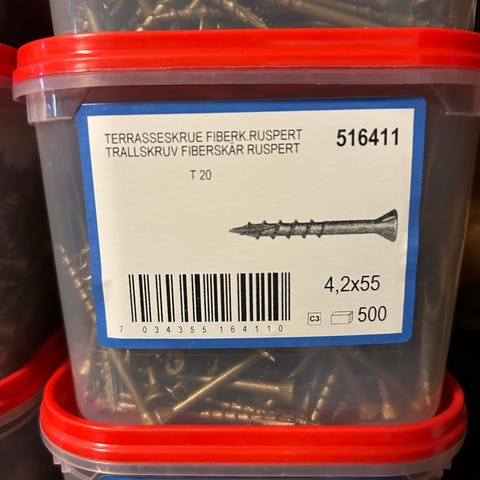 TERRASSESKRUE FIBERK.RUSPERT 516411
TRALLSKRUV FIBERSKÄR RUSPERT
T 20
4,2x55
7 034355 164110
C3 500